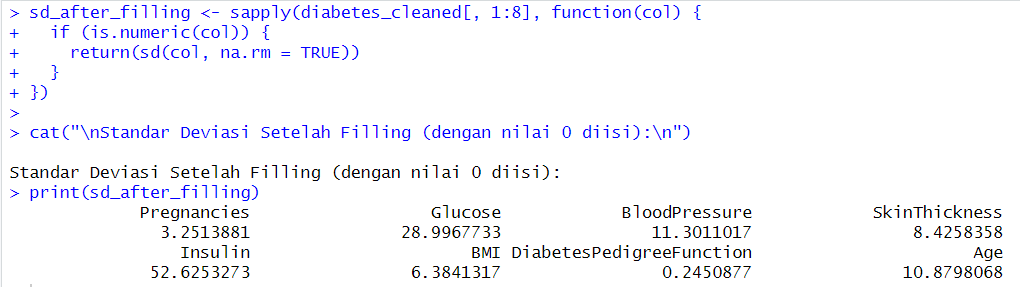 > sd_after_filling <- sapply(diabetes_cleaned[, 1:8], function(col) {
+   if (is.numeric(col)) {
+     return(sd(col, na.rm = TRUE))
+   }
+ })
>
> cat("\nStandar Deviasi Setelah Filling (dengan nilai 0 diisi):\n")

Standar Deviasi Setelah Filling (dengan nilai 0 diisi):
> print(sd_after_filling)
             Pregnancies                  Glucose            BloodPressure            SkinThickness
               3.2513881               28.9967733               11.3011017                8.4258358
                 Insulin                      BMI DiabetesPedigreeFunction                      Age
              52.6253273                6.3841317                0.2450877               10.8798068